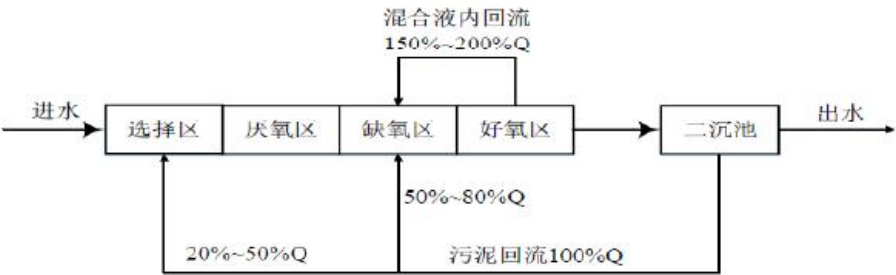 混合液内回流
150%~200%Q
进水
选择区
厌氧区
缺氧区
好氧区
二沉池
出水
50%~80%Q
20%~50%Q
污泥回流100%Q